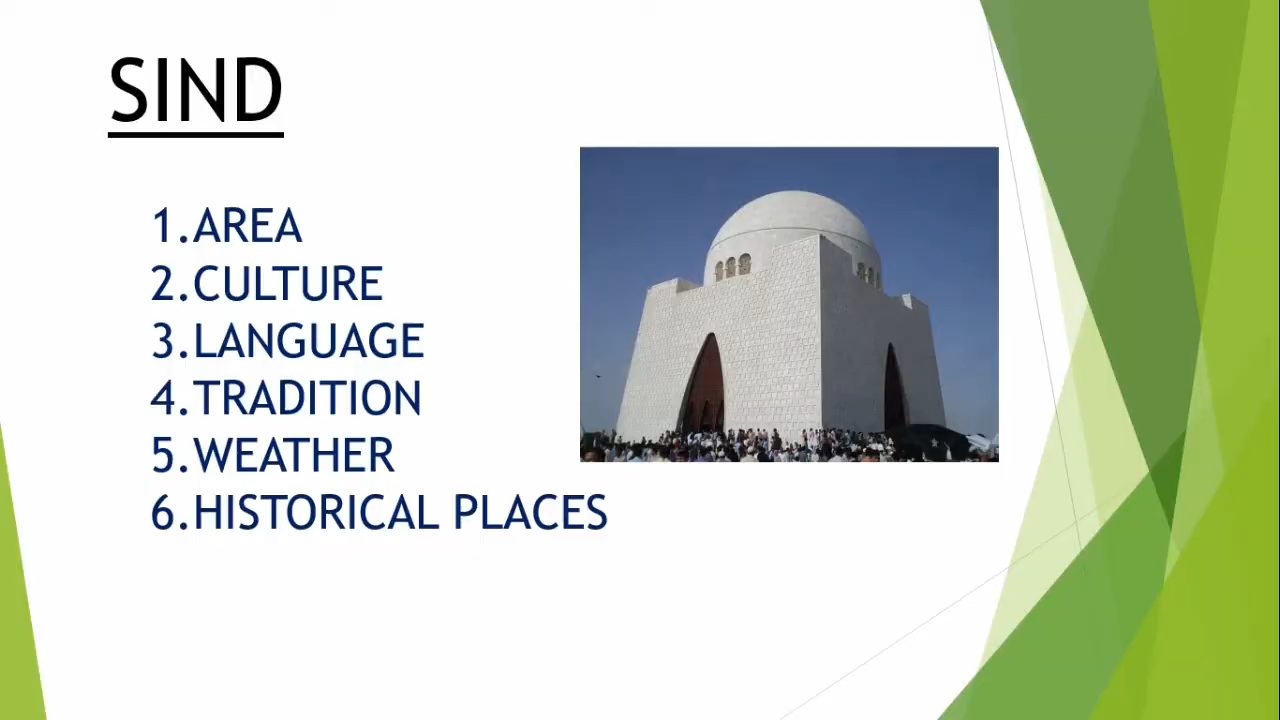 SIND
1.AREA
2.CULTURE
3.LANGUAGE
4.TRADITION
5.WEATHER
6.HISTORICAL PLACES